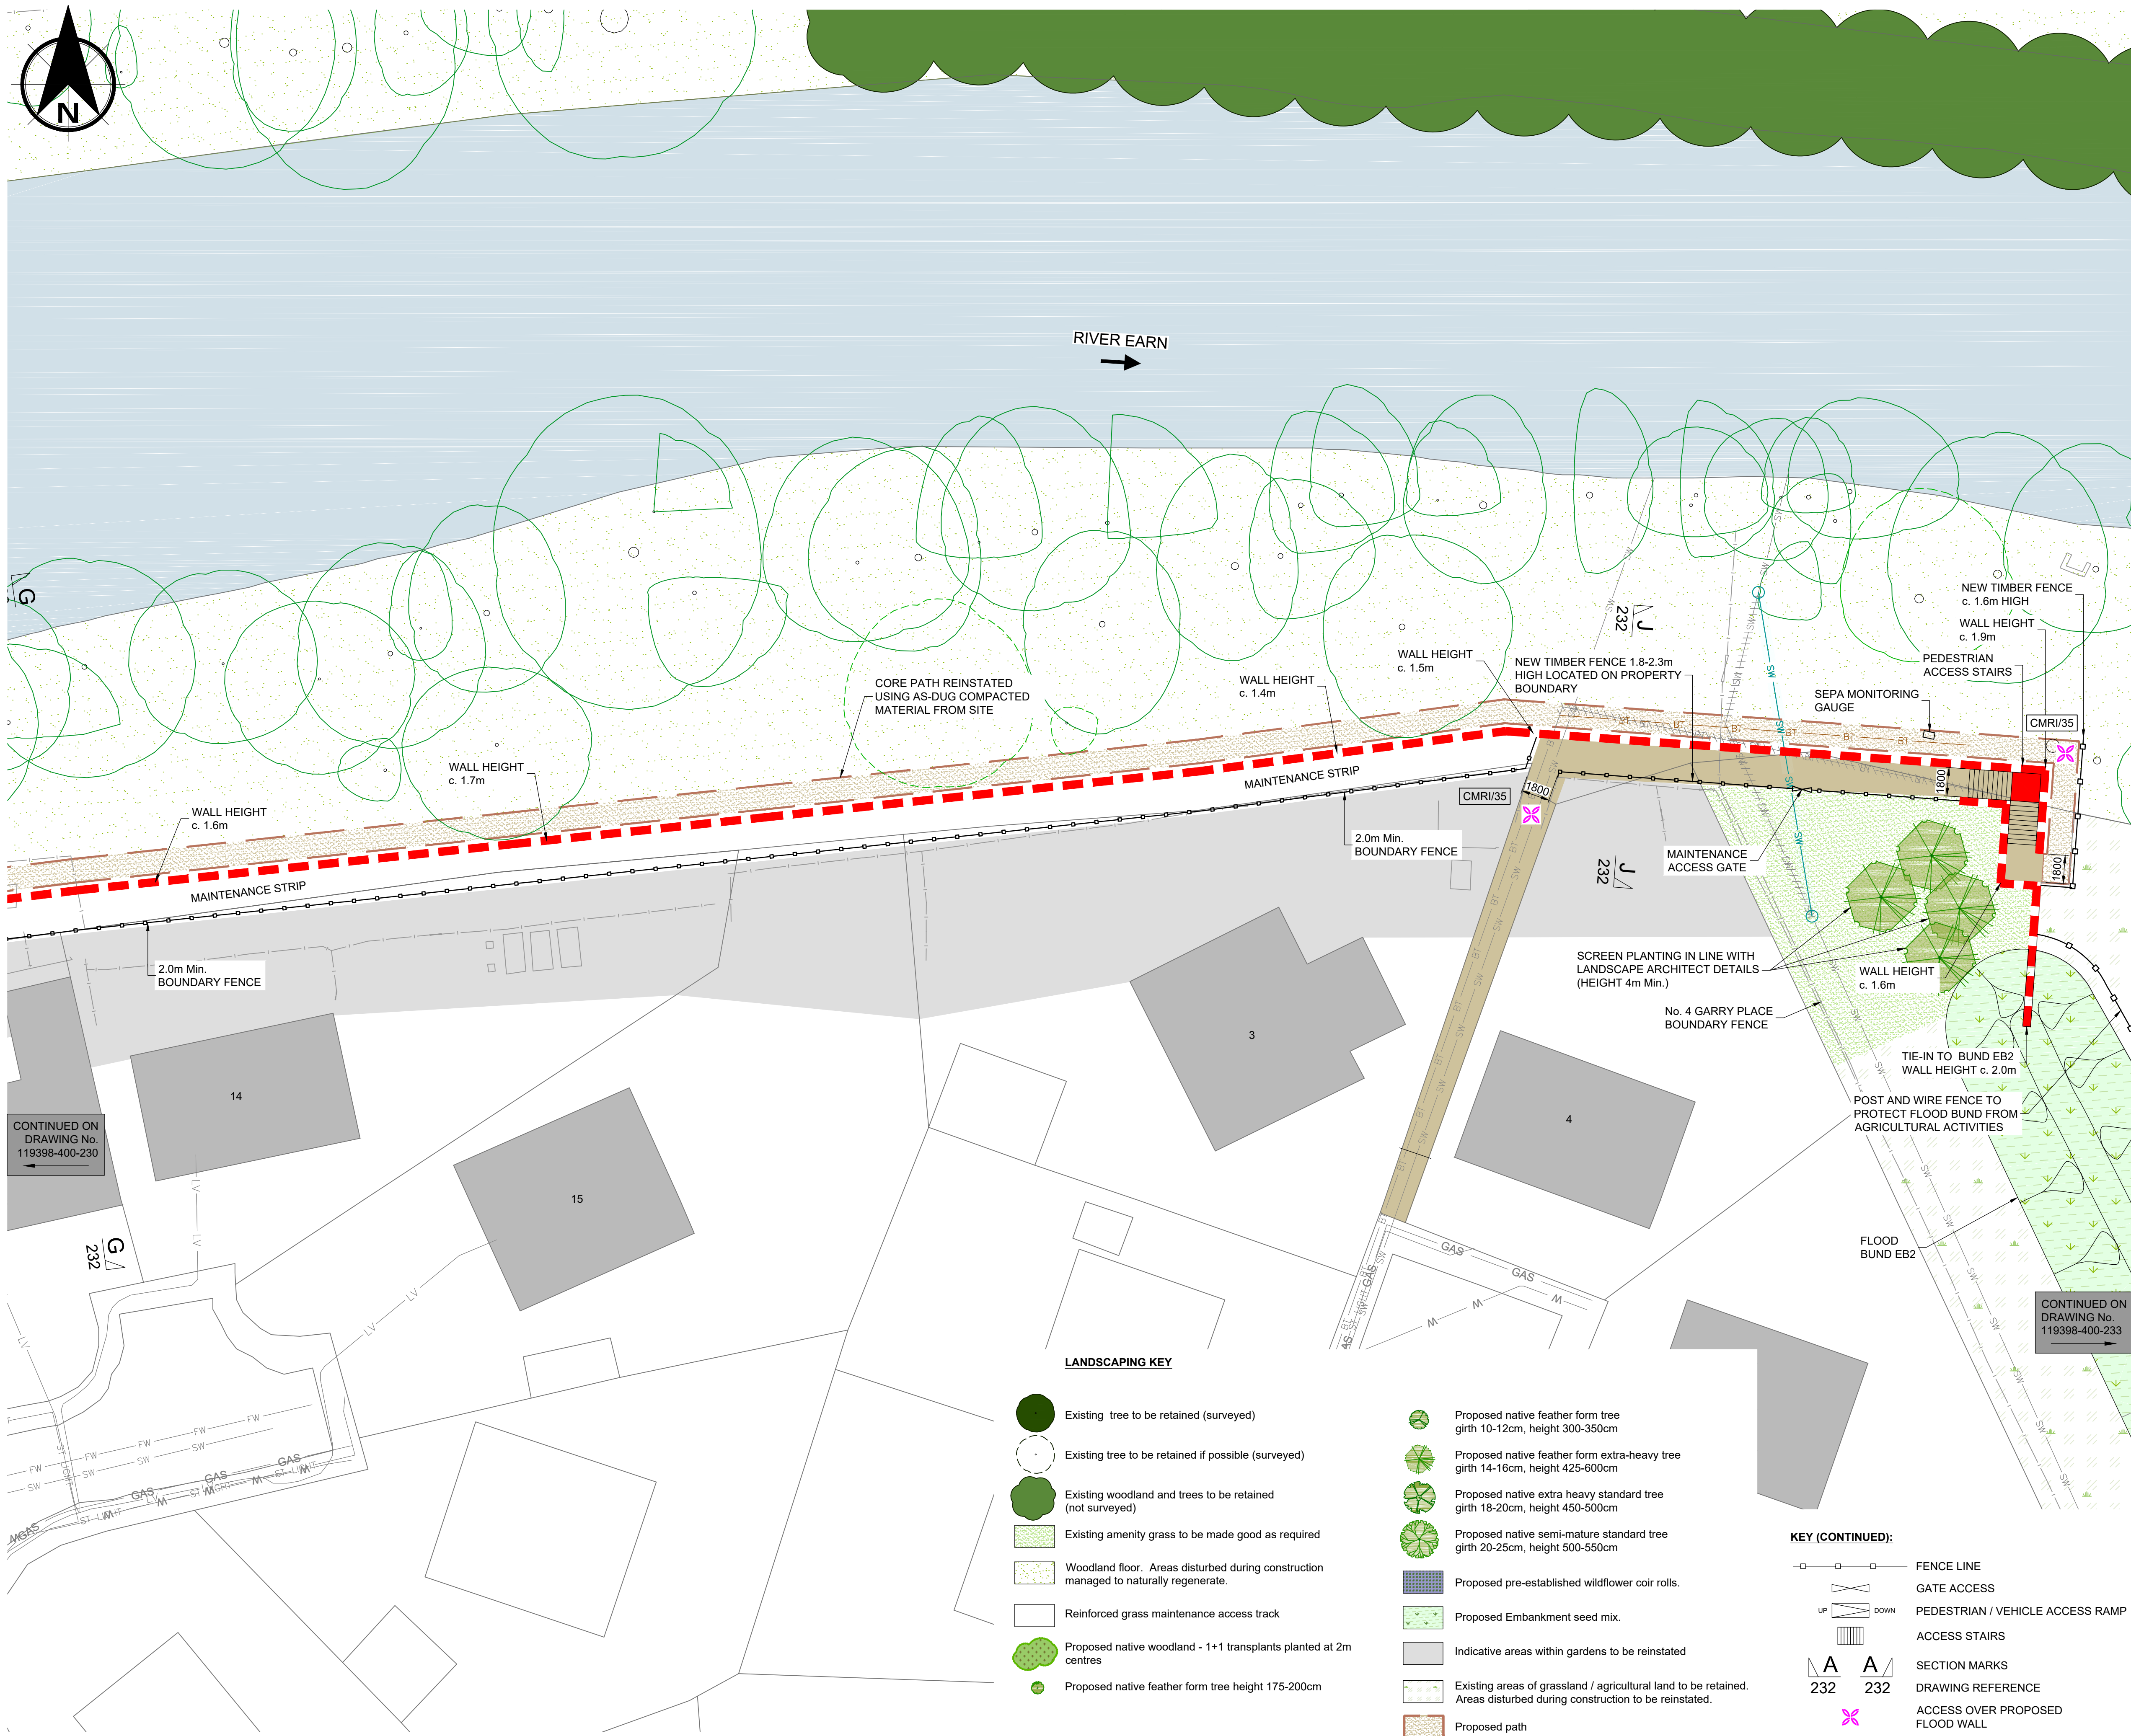 N
RIVER EARN
G
J
232
NEW TIMBER FENCE
c. 1.6m HIGH
WALL HEIGHT
c. 1.9m
PEDESTRIAN
ACCESS STAIRS
WALL HEIGHT
c. 1.5m
NEW TIMBER FENCE 1.8-2.3m
HIGH LOCATED ON PROPERTY
BOUNDARY
SEPA MONITORING
GAUGE
CMRI/35
CORE PATH REINSTATED
USING AS-DUG COMPACTED
MATERIAL FROM SITE
WALL HEIGHT
c. 1.4m
WALL HEIGHT
c. 1.7m
WALL HEIGHT
c. 1.6m
MAINTENANCE STRIP
MAINTENANCE STRIP
CMRI/35
1800
1800
1800
2.0m Min.
BOUNDARY FENCE
MAINTENANCE
ACCESS GATE
J
232
2.0m Min.
BOUNDARY FENCE
SCREEN PLANTING IN LINE WITH
LANDSCAPE ARCHITECT DETAILS
(HEIGHT 4m Min.)
WALL HEIGHT
c. 1.6m
No. 4 GARRY PLACE
BOUNDARY FENCE
TIE-IN TO BUND EB2
WALL HEIGHT c. 2.0m
POST AND WIRE FENCE TO
PROTECT FLOOD BUND FROM
AGRICULTURAL ACTIVITIES
3
14
4
15
CONTINUED ON
DRAWING No.
119398-400-230
G
232
FLOOD
BUND EB2
CONTINUED ON
DRAWING No.
119398-400-233
SW
BT
LV
FW
GAS
W
ST LIGHT
LANDSCAPING KEY
Existing tree to be retained (surveyed)
Existing tree to be retained if possible (surveyed)
Existing woodland and trees to be retained
(not surveyed)
Existing amenity grass to be made good as required
Woodland floor. Areas disturbed during construction
managed to naturally regenerate.
Reinforced grass maintenance access track
Proposed native woodland - 1+1 transplants planted at 2m
centres
Proposed native feather form tree height 175-200cm
Proposed native feather form tree
girth 10-12cm, height 300-350cm
Proposed native feather form extra-heavy tree
girth 14-16cm, height 425-600cm
Proposed native extra heavy standard tree
girth 18-20cm, height 450-500cm
Proposed native semi-mature standard tree
girth 20-25cm, height 500-550cm
Proposed pre-established wildflower coir rolls.
Proposed Embankment seed mix.
Indicative areas within gardens to be reinstated
Existing areas of grassland / agricultural land to be retained.
Areas disturbed during construction to be reinstated.
Proposed path
KEY (CONTINUED):
FENCE LINE
GATE ACCESS
UP DOWN PEDESTRIAN / VEHICLE ACCESS RAMP
ACCESS STAIRS
A A SECTION MARKS
232 232 DRAWING REFERENCE
ACCESS OVER PROPOSED
FLOOD WALL